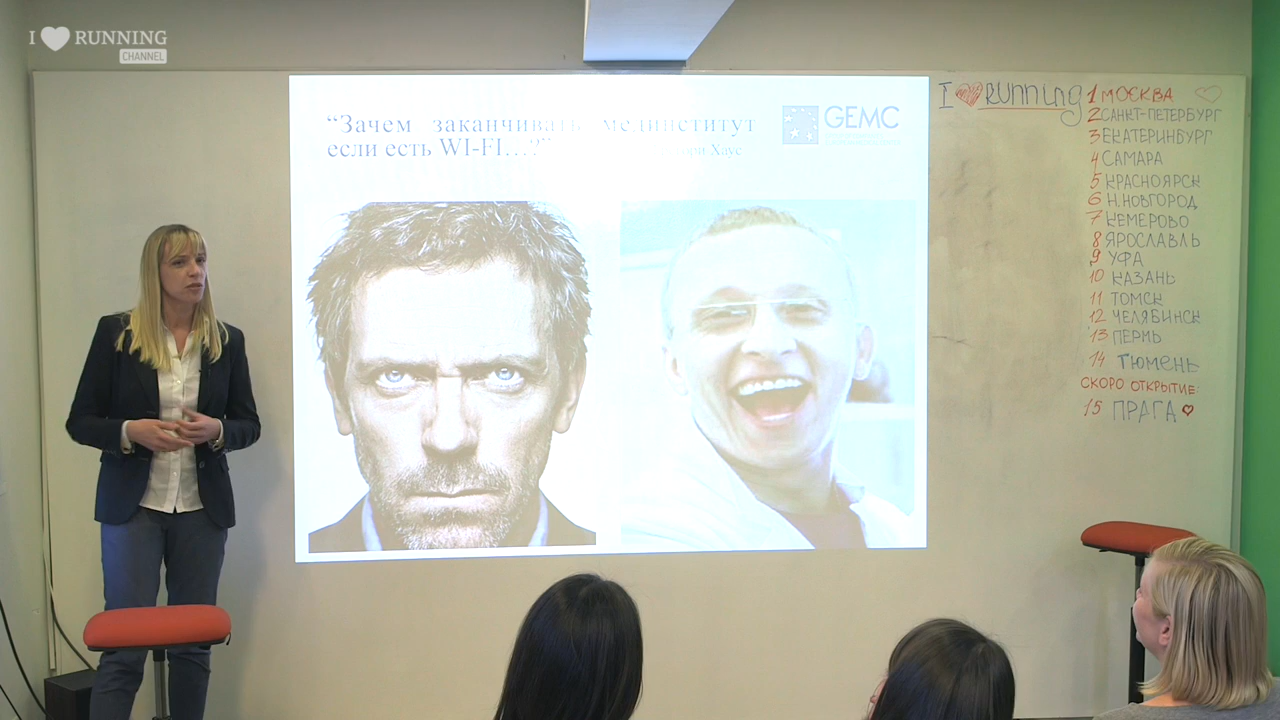 I RUNNING
CHANNEL
“Зачем заканчивать мединститут
если есть WI-FI…?”
Хаус
GEMC
I RUNNING
1 МОСКВА
2 САНКТ-ПЕТЕРБУРГ
3 ЕКАТЕРИНБУРГ
4 САМАРА
5 КРАСНОЯРСК
6 Н.НОВГОРОД
7 КЕМЕРОВО
8 ЯРОСЛАВЛЬ
9 УФА
10 КАЗАНЬ
11 ТОМСК
12 ЧЕЛЯБИНСК
13 ПЕРМЬ
14 ТЮМЕНЬ
СКОРО ОТКРЫТИЕ:
15 ПРАГА